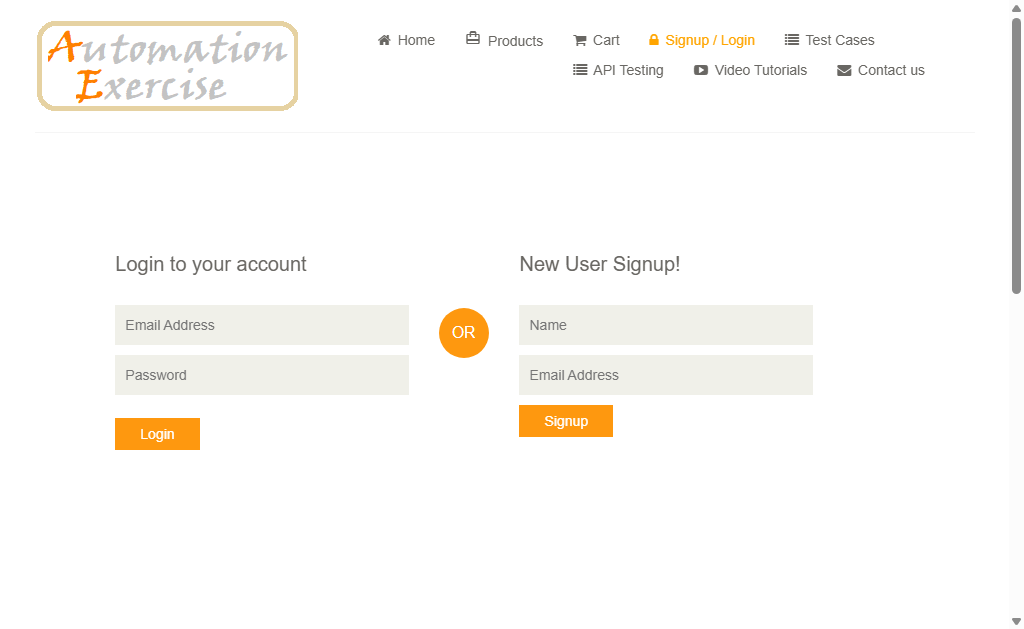 Automation
Exercise
Home
Products
Cart
Signup / Login
Test Cases
API Testing
Video Tutorials
Contact us
Login to your account
Email Address
Password
Login
OR
New User Signup!
Name
Email Address
Signup